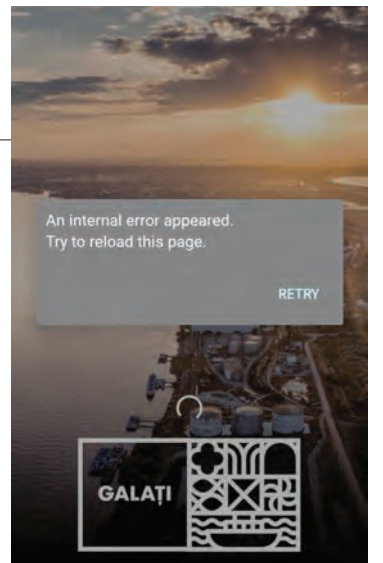 An internal error appeared.
Try to reload this page.
RETRY
GALAȚI